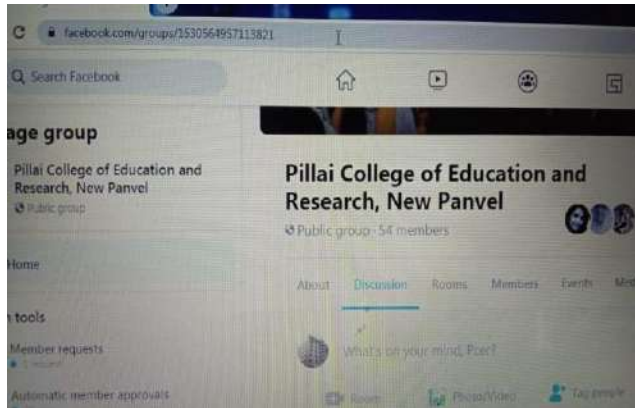 facebook.com/groups/1530564957113821
Search Facebook
age group
Pillai College of Education and
Research, New Panvel
Public group
Home
tools
Member requests
Automatic member approvals
Pillai College of Education and
Research, New Panvel
Public group · 54 members
About Discussion Rooms Members Events Med
What's on your mind, Pcer?
Room Photo/Video Tag people